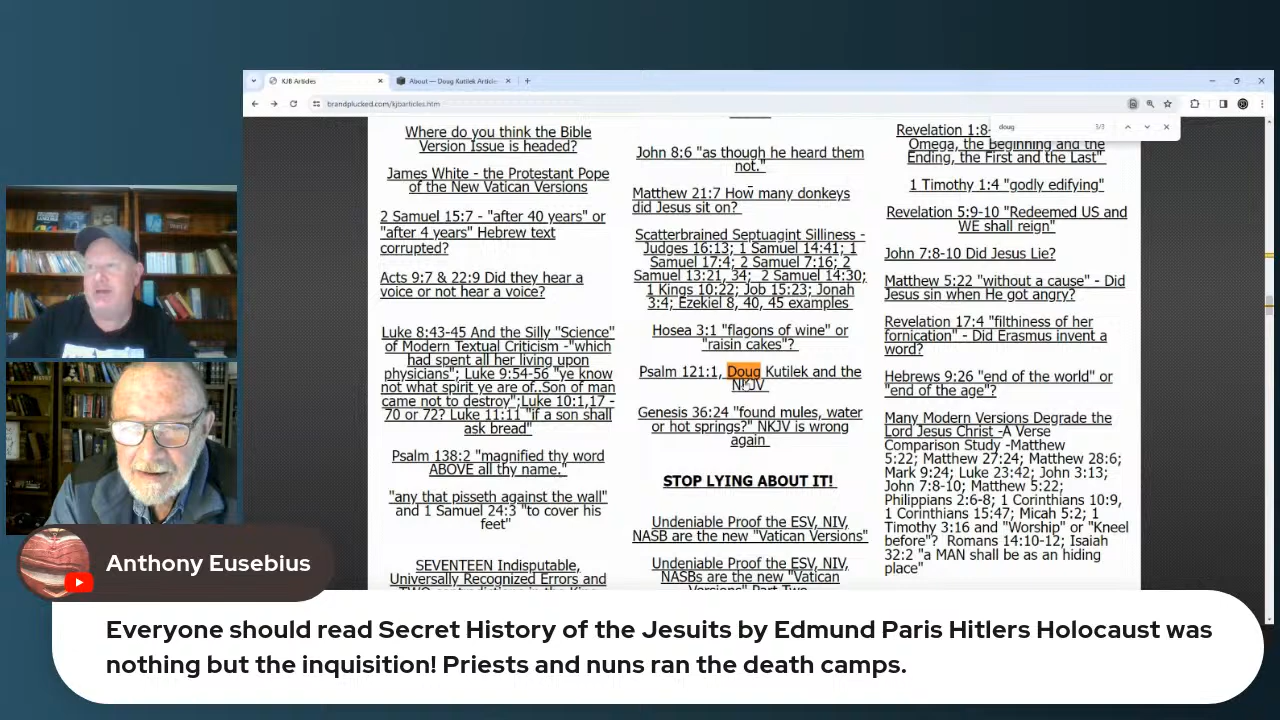 KJB Articles
About — Doug Kutilek Article
brandplucked.com/kjbarticles.htm
doug
3/3
Where do you think the Bible
Version Issue is headed?
James White - the Protestant Pope
of the New Vatican Versions
2 Samuel 15:7 - "after 40 years" or
"after 4 years" Hebrew text
corrupted?
Acts 9:7 & 22:9 Did they hear a
voice or not hear a voice?
Luke 8:43-45 And the Silly "Science"
of Modern Textual Criticism -"which
had spent all her living upon
physicians"; Luke 9:54-56 "ye know
not what spirit ye are of..Son of man
came not to destroy";Luke 10:1,17 -
70 or 72? Luke 11:11 "if a son shall
ask bread"
Psalm 138:2 "magnified thy word
ABOVE all thy name."
"any that pisseth against the wall"
and 1 Samuel 24:3 "to cover his
feet"
SEVENTEEN Indisputable,
Universally Recognized Errors and
John 8:6 "as though he heard them
not."
Matthew 21:7 How many donkeys
did Jesus sit on?
Scatterbrained Septuagint Silliness -
Judges 16:13; 1 Samuel 14:41; 1
Samuel 17:4; 2 Samuel 7:16; 2
Samuel 13:21, 34; 2 Samuel 14:30;
1 Kings 10:22; Job 15:23; Jonah
3:4; Ezekiel 8, 40, 45 examples
Hosea 3:1 "flagons of wine" or
"raisin cakes"?
Psalm 121:1, Doug Kutilek and the
NKJV
Genesis 36:24 "found mules, water
or hot springs?" NKJV is wrong
again
STOP LYING ABOUT IT!
Undeniable Proof the ESV, NIV,
NASB are the new "Vatican Versions"
Undeniable Proof the ESV, NIV,
NASBs are the new "Vatican
Versions" Part Two
Revelation 1:8-
Omega, the Beginning and the
Ending, the First and the Last"
1 Timothy 1:4 "godly edifying"
Revelation 5:9-10 "Redeemed US and
WE shall reign"
John 7:8-10 Did Jesus Lie?
Matthew 5:22 "without a cause" - Did
Jesus sin when He got angry?
Revelation 17:4 "filthiness of her
fornication" - Did Erasmus invent a
word?
Hebrews 9:26 "end of the world" or
"end of the age"?
Many Modern Versions Degrade the
Lord Jesus Christ -A Verse
Comparison Study -Matthew
5:22; Matthew 27:24; Matthew 28:6;
Mark 9:24; Luke 23:42; John 3:13;
John 7:8-10; Matthew 5:22;
Philippians 2:6-8; 1 Corinthians 10:9,
1 Corinthians 15:47; Micah 5:2; 1
Timothy 3:16 and "Worship" or "Kneel
before"? Romans 14:10-12; Isaiah
32:2 "a MAN shall be as an hiding
place"
Anthony Eusebius
Everyone should read Secret History of the Jesuits by Edmund Paris Hitlers Holocaust was
nothing but the inquisition! Priests and nuns ran the death camps.